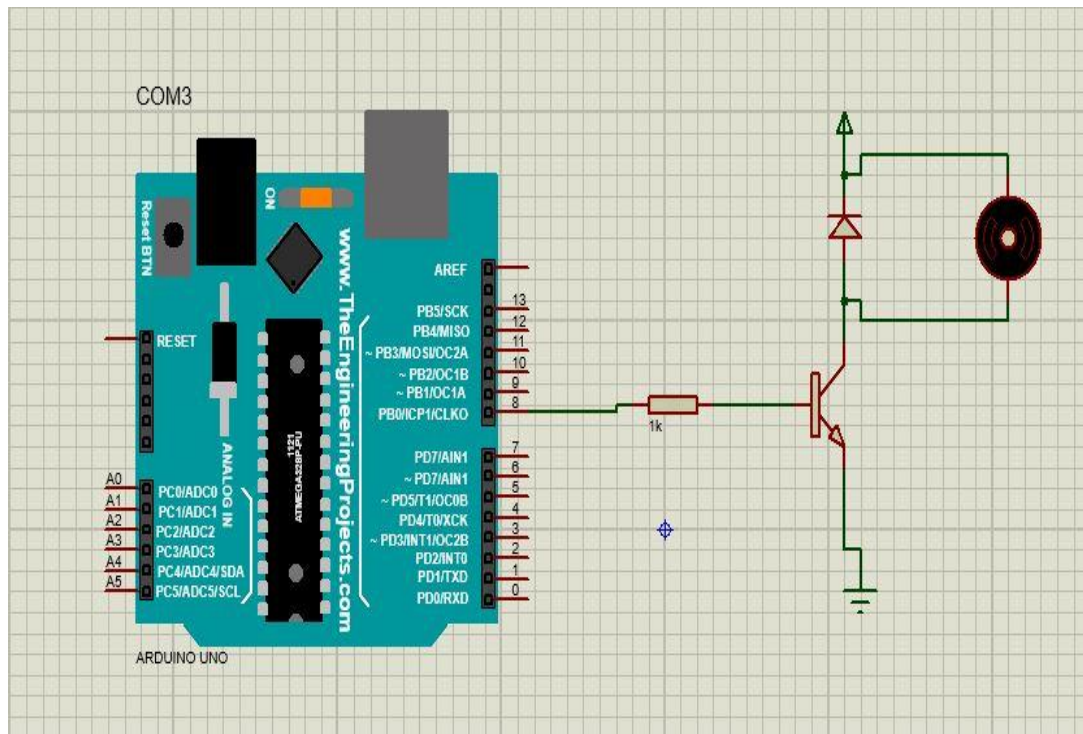 COM3
Reset BTN
ON
www.TheEngineeringProjects.com
RESET
ANALOG IN
1121
ATMEGA328P-PU
AREF
PB5/SCK 13
PB4/MISO 12
~ PB3/MOSI/OC2A 11
~ PB2/OC1B 10
~ PB1/OC1A 9
PB0/ICP1/CLKO 8
PD7/AIN1 7
~ PD7/AIN1 6
~ PD5/T1/OC0B 5
PD4/T0/XCK 4
~ PD3/INT1/OC2B 3
PD2/INT0 2
PD1/TXD 1
PD0/RXD 0
A0 PC0/ADC0
A1 PC1/ADC1
A2 PC2/ADC2
A3 PC3/ADC3
A4 PC4/ADC4/SDA
A5 PC5/ADC5/SCL
ARDUINO UNO
1k